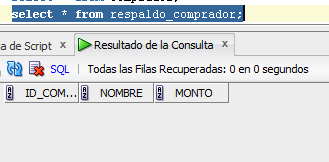 select * from respaldo_comprador;
a de Script x Resultado de la Consulta x
SQL | Todas las Filas Recuperadas: 0 en 0 segundos
ID_COM... NOMBRE MONTO